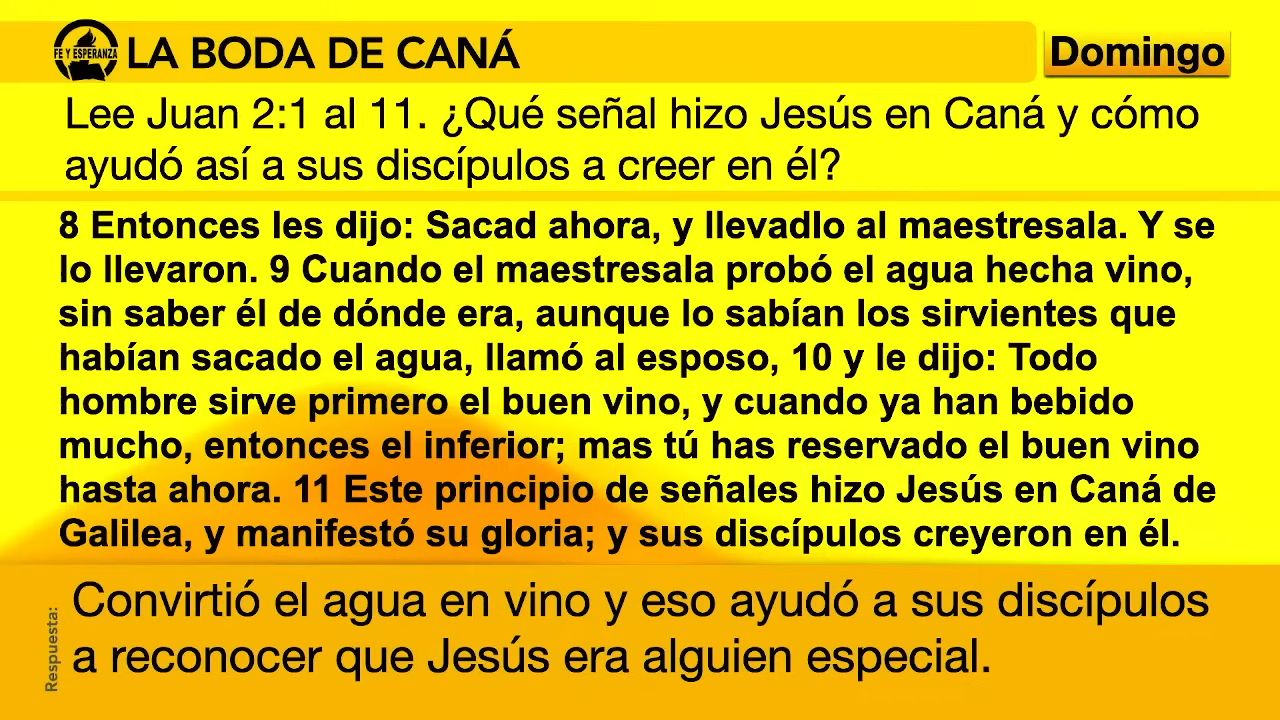 FE Y ESPERANZA
LA BODA DE CANÁ
Domingo
Lee Juan 2:1 al 11. ¿Qué señal hizo Jesús en Caná y cómo
ayudó así a sus discípulos a creer en él?
8 Entonces les dijo: Sacad ahora, y llevadlo al maestresala. Y se
lo llevaron. 9 Cuando el maestresala probó el agua hecha vino,
sin saber él de dónde era, aunque lo sabían los sirvientes que
habían sacado el agua, llamó al esposo, 10 y le dijo: Todo
hombre sirve primero el buen vino, y cuando ya han bebido
mucho, entonces el inferior; mas tú has reservado el buen vino
hasta ahora. 11 Este principio de señales hizo Jesús en Caná de
Galilea, y manifestó su gloria; y sus discípulos creyeron en él.
Respuesta:
Convirtió el agua en vino y eso ayudó a sus discípulos
a reconocer que Jesús era alguien especial.